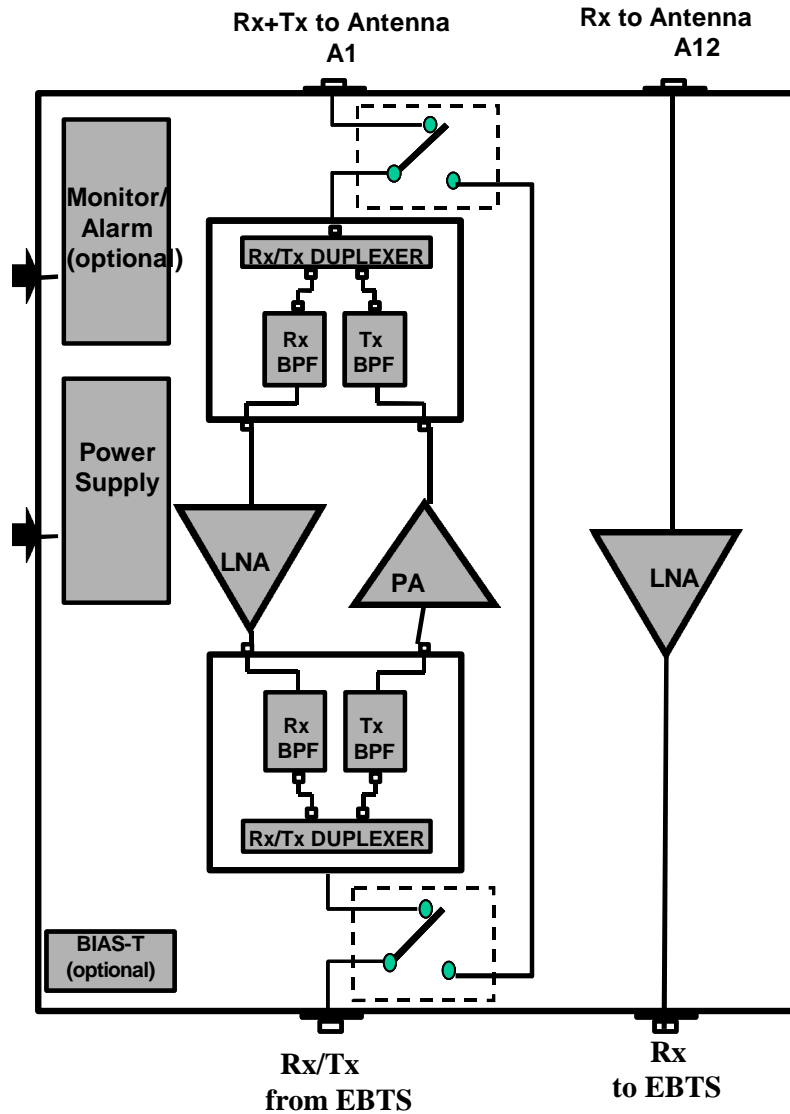 Rx+Tx to Antenna
A1
Rx to Antenna
A12
Monitor/
Alarm
(optional)
Rx/Tx DUPLEXER
Rx
BPF
Tx
BPF
Power
Supply
LNA
PA
LNA
Rx
BPF
Tx
BPF
Rx/Tx DUPLEXER
BIAS-T
(optional)
Rx/Tx
from EBTS
Rx
to EBTS